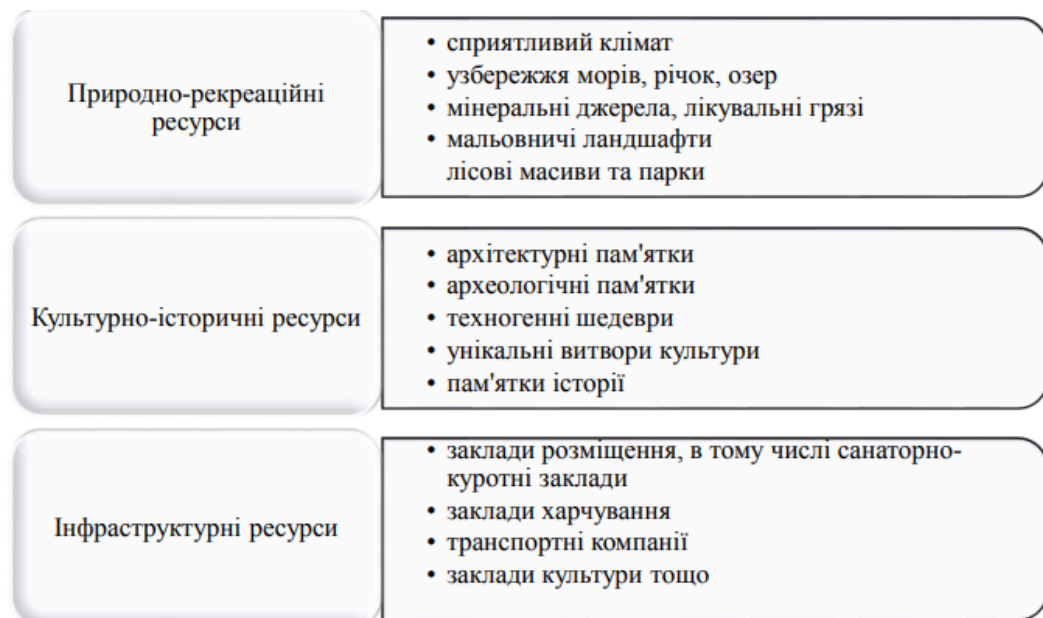 Природно-рекреаційні
ресурси
• сприятливий клімат
• узбережжя морів, річок, озер
• мінеральні джерела, лікувальні грязі
• мальовничі ландшафти
лісові масиви та парки
Культурно-історичні ресурси
• архітектурні пам'ятки
• археологічні пам'ятки
• техногенні шедеври
• унікальні витвори культури
• пам'ятки історії
Інфраструктурні ресурси
• заклади розміщення, в тому числі санаторно-
куротні заклади
• заклади харчування
• транспортні компанії
• заклади культури тощо